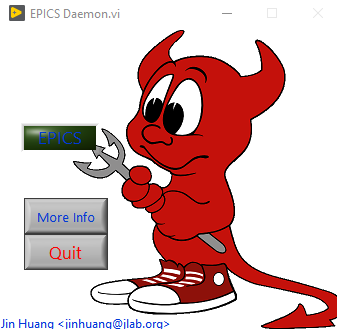 EPICS Daemon.vi
EPICS
More Info
Quit
Jin Huang <jinhuang@jlab.org>